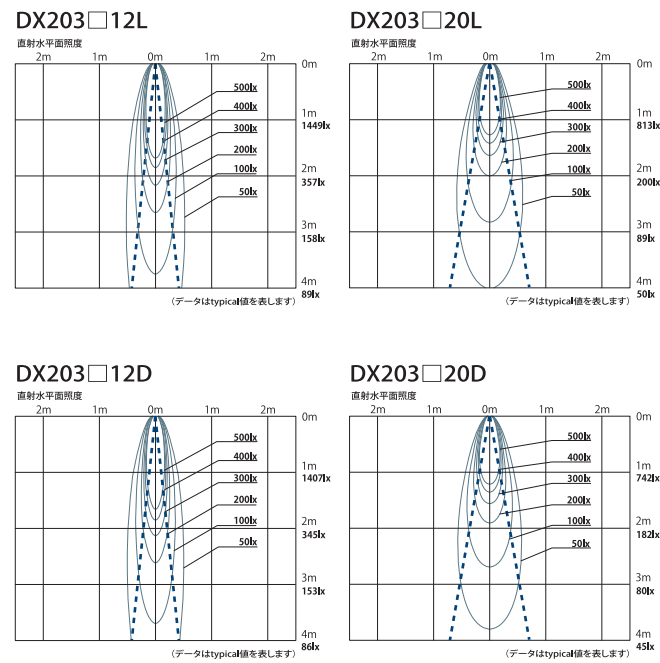 DX203□12L
直射水平面照度
2m 1m 0m 1m 2m
0m
500lx
400lx
1m
1449lx
300lx
200lx
100lx
2m
357lx
50lx
3m
158lx
4m
89lx
(データはtypical値を表します)
DX203□20L
直射水平面照度
2m 1m 0m 1m 2m
0m
500lx
400lx
1m
813lx
300lx
200lx
100lx
2m
200lx
50lx
3m
89lx
4m
50lx
(データはtypical値を表します)
DX203□12D
直射水平面照度
2m 1m 0m 1m 2m
0m
500lx
400lx
1m
1407lx
300lx
200lx
100lx
2m
345lx
50lx
3m
153lx
4m
86lx
(データはtypical値を表します)
DX203□20D
直射水平面照度
2m 1m 0m 1m 2m
0m
500lx
400lx
1m
742lx
300lx
200lx
100lx
2m
182lx
50lx
3m
80lx
4m
45lx
(データはtypical値を表します)